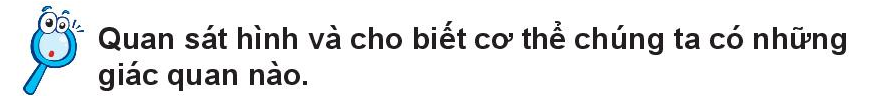 Quan sát hình và cho biết cơ thể chúng ta có những
giác quan nào.